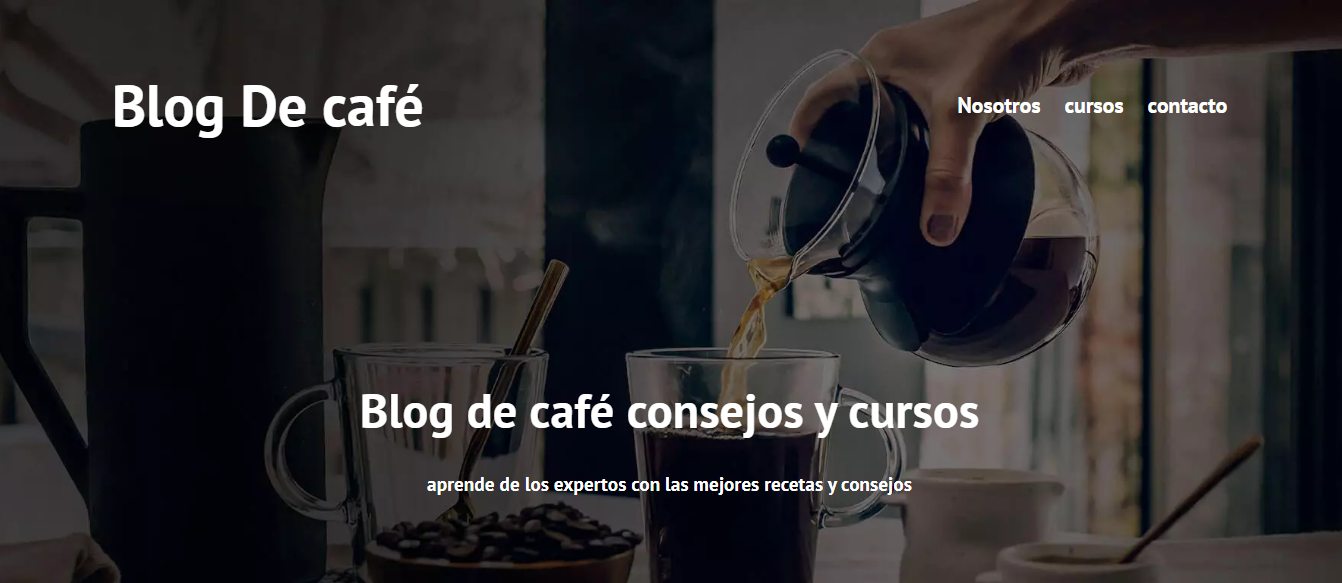 Blog De café
Nosotros cursos contacto
Blog de café consejos y cursos
aprende de los expertos con las mejores recetas y consejos